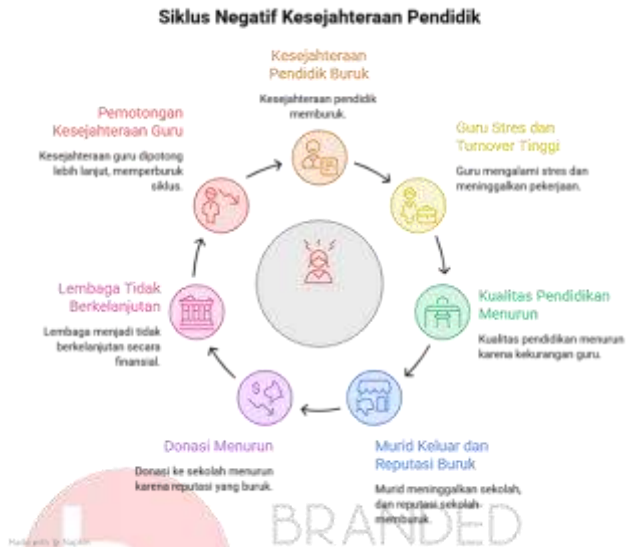 Siklus Negatif Kesejahteraan Pendidik
Kesejahteraan
Pendidik Buruk
Kesejahteraan pendidik
memburuk.
Guru Stres dan
Turnover Tinggi
Guru mengalami stres dan
meninggalkan pekerjaan.
Kualitas Pendidikan
Menurun
Kualitas pendidikan menurun
karena kekurangan guru.
Murid Keluar dan
Reputasi Buruk
Murid meninggalkan sekolah,
dan reputasi sekolah
memburuk.
Donasi Menurun
Donasi ke sekolah menurun
karena reputasi yang buruk.
Lembaga Tidak
Berkelanjutan
Lembaga menjadi tidak
berkelanjutan secara
finansial.
Pemotongan
Kesejahteraan Guru
Kesejahteraan guru dipotong
lebih lanjut, memperburuk
siklus.
BRANDED